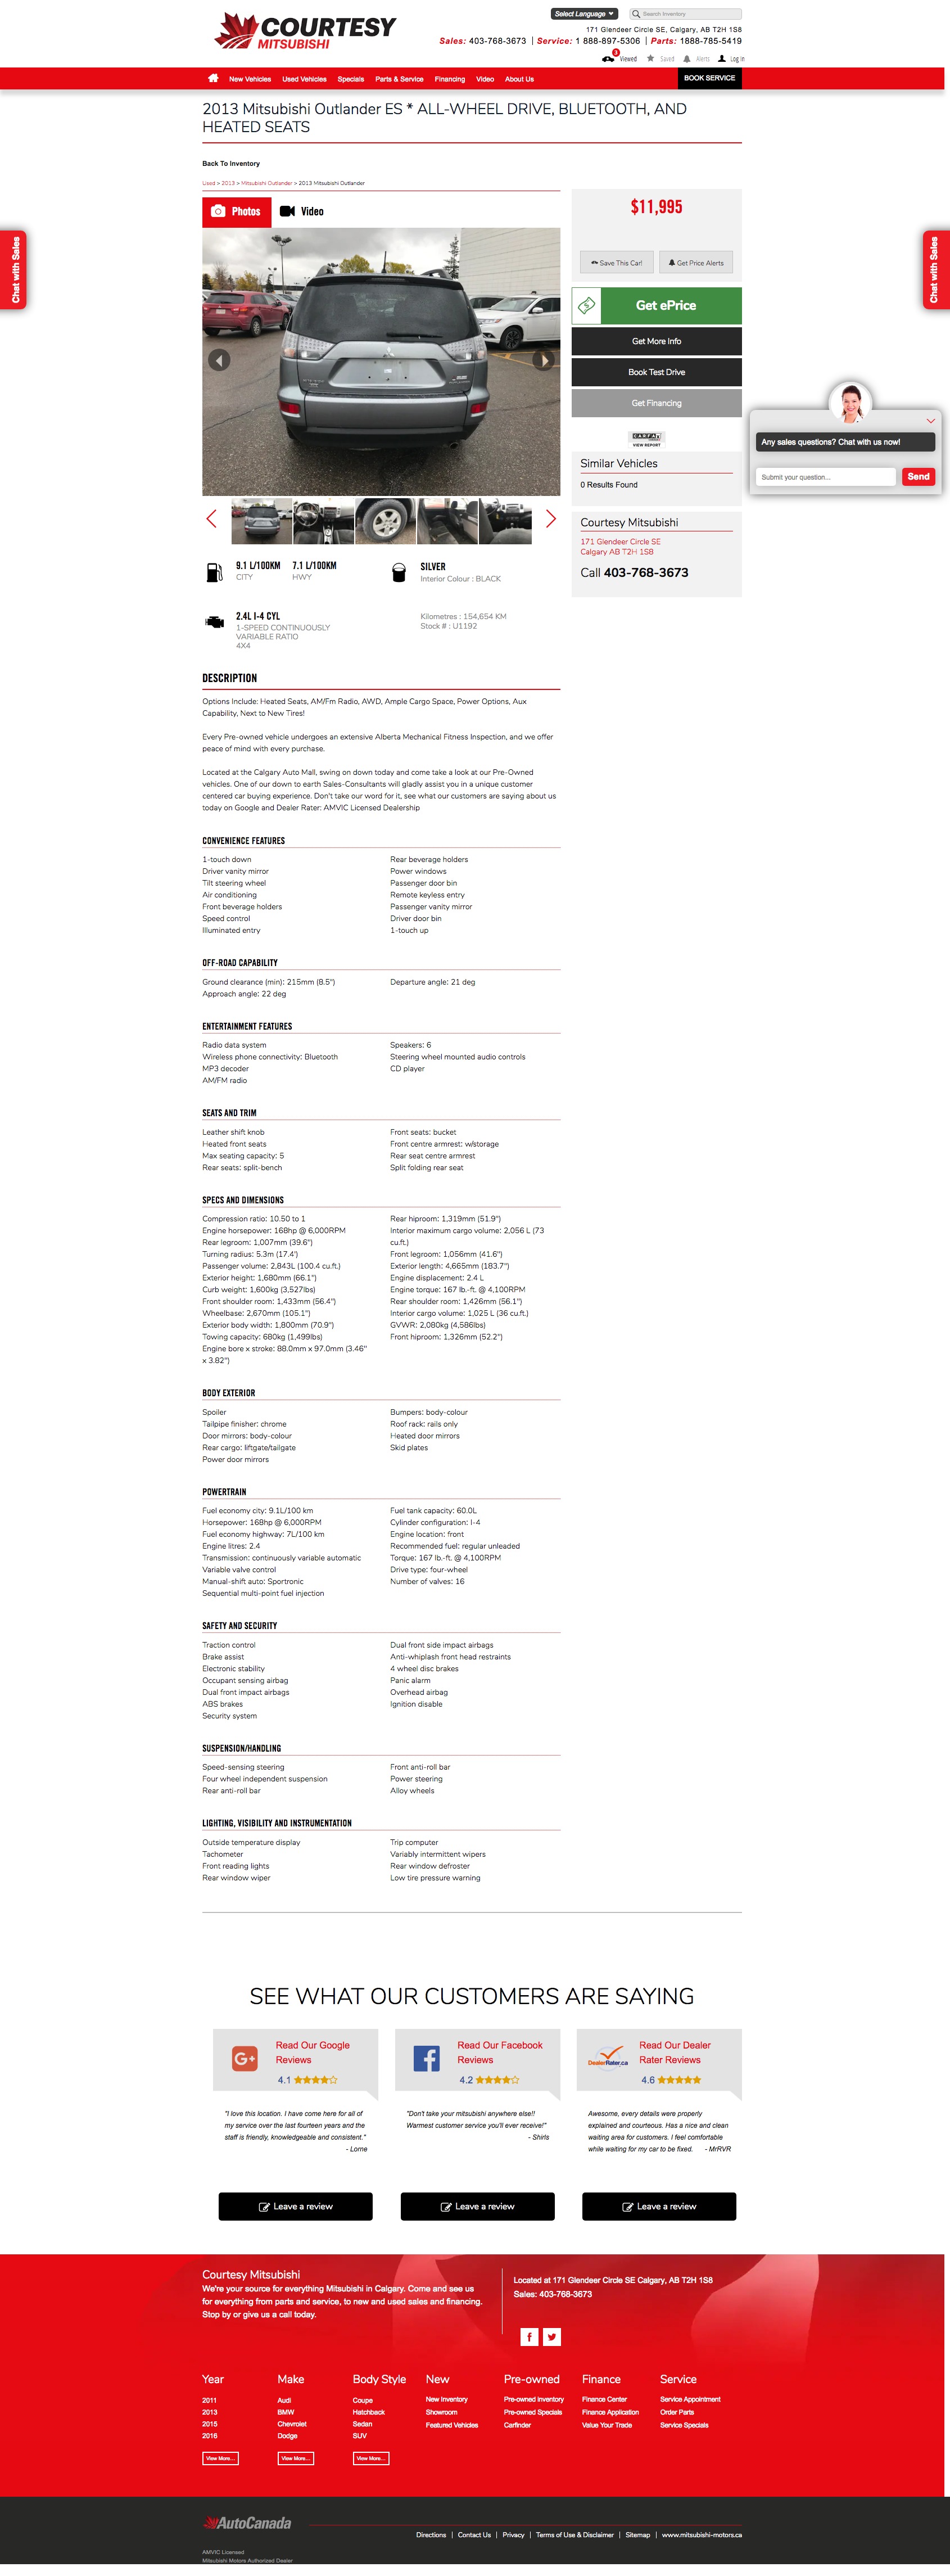 COURTESY
MITSUBISHI
Select Language
Search Inventory
171 Glendeer Circle SE, Calgary, AB T2H 1S8
Sales: 403-768-3673 | Service: 1 888-897-5306 | Parts: 1888-785-5419
3
Viewed Saved Alerts Log in
New Vehicles Used Vehicles Specials Parts & Service Financing Video About Us BOOK SERVICE
2013 Mitsubishi Outlander ES * ALL-WHEEL DRIVE, BLUETOOTH, AND
HEATED SEATS
Back To Inventory
Used > 2013 > Mitsubishi Outlander > 2013 Mitsubishi Outlander
Photos Video
$11,995
Save This Car! Get Price Alerts
Get ePrice
Get More Info
Book Test Drive
Get Financing
CARFAX
VIEW REPORT
Similar Vehicles
0 Results Found
Courtesy Mitsubishi
171 Glendeer Circle SE
Calgary AB T2H 1S8
Call 403-768-3673
Chat with Sales
Chat with Sales
Any sales questions? Chat with us now!
Submit your question...
Send
9.1 L/100KM 7.1 L/100KM
CITY HWY
SILVER
Interior Colour : BLACK
2.4L I-4 CYL
1-SPEED CONTINUOUSLY
VARIABLE RATIO
4X4
Kilometres : 154,654 KM
Stock # : U1192
DESCRIPTION
Options Include: Heated Seats, AM/Fm Radio, AWD, Ample Cargo Space, Power Options, Aux
Capability, Next to New Tires!
Every Pre-owned vehicle undergoes an extensive Alberta Mechanical Fitness Inspection, and we offer
peace of mind with every purchase.
Located at the Calgary Auto Mall, swing on down today and come take a look at our Pre-Owned
vehicles. One of our down to earth Sales-Consultants will gladly assist you in a unique customer
centered car buying experience. Don't take our word for it, see what our customers are saying about us
today on Google and Dealer Rater: AMVIC Licensed Dealership
CONVENIENCE FEATURES
1-touch down
Driver vanity mirror
Tilt steering wheel
Air conditioning
Front beverage holders
Speed control
Illuminated entry
Rear beverage holders
Power windows
Passenger door bin
Remote keyless entry
Passenger vanity mirror
Driver door bin
1-touch up
OFF-ROAD CAPABILITY
Ground clearance (min): 215mm (8.5")
Approach angle: 22 deg
Departure angle: 21 deg
ENTERTAINMENT FEATURES
Radio data system
Wireless phone connectivity: Bluetooth
MP3 decoder
AM/FM radio
Speakers: 6
Steering wheel mounted audio controls
CD player
SEATS AND TRIM
Leather shift knob
Heated front seats
Max seating capacity: 5
Rear seats: split-bench
Front seats: bucket
Front centre armrest: w/storage
Rear seat centre armrest
Split folding rear seat
SPECS AND DIMENSIONS
Compression ratio: 10.50 to 1
Engine horsepower: 168hp @ 6,000RPM
Rear legroom: 1,007mm (39.6")
Turning radius: 5.3m (17.4')
Passenger volume: 2,843L (100.4 cu.ft.)
Exterior height: 1,680mm (66.1")
Curb weight: 1,600kg (3,527lbs)
Front shoulder room: 1,433mm (56.4")
Wheelbase: 2,670mm (105.1")
Exterior body width: 1,800mm (70.9")
Towing capacity: 680kg (1,499lbs)
Engine bore x stroke: 88.0mm x 97.0mm (3.46"
x 3.82")
Rear hiproom: 1,319mm (51.9")
Interior maximum cargo volume: 2,056 L (73
cu.ft.)
Front legroom: 1,056mm (41.6")
Exterior length: 4,665mm (183.7")
Engine displacement: 2.4 L
Engine torque: 167 lb.-ft. @ 4,100RPM
Rear shoulder room: 1,426mm (56.1")
Interior cargo volume: 1,025 L (36 cu.ft.)
GVWR: 2,080kg (4,586lbs)
Front hiproom: 1,326mm (52.2")
BODY EXTERIOR
Spoiler
Tailpipe finisher: chrome
Door mirrors: body-colour
Rear cargo: liftgate/tailgate
Power door mirrors
Bumpers: body-colour
Roof rack: rails only
Heated door mirrors
Skid plates
POWERTRAIN
Fuel economy city: 9.1L/100 km
Horsepower: 168hp @ 6,000RPM
Fuel economy highway: 7L/100 km
Engine litres: 2.4
Transmission: continuously variable automatic
Variable valve control
Manual-shift auto: Sportronic
Sequential multi-point fuel injection
Fuel tank capacity: 60.0L
Cylinder configuration: I-4
Engine location: front
Recommended fuel: regular unleaded
Torque: 167 lb.-ft. @ 4,100RPM
Drive type: four-wheel
Number of valves: 16
SAFETY AND SECURITY
Traction control
Brake assist
Electronic stability
Occupant sensing airbag
Dual front impact airbags
ABS brakes
Security system
Dual front side impact airbags
Anti-whiplash front head restraints
4 wheel disc brakes
Panic alarm
Overhead airbag
Ignition disable
SUSPENSION/HANDLING
Speed-sensing steering
Four wheel independent suspension
Rear anti-roll bar
Front anti-roll bar
Power steering
Alloy wheels
LIGHTING, VISIBILITY AND INSTRUMENTATION
Outside temperature display
Tachometer
Front reading lights
Rear window wiper
Trip computer
Variably intermittent wipers
Rear window defroster
Low tire pressure warning
SEE WHAT OUR CUSTOMERS ARE SAYING
G+
Read Our Google
Reviews
4.1
"I love this location. I have come here for all of
my service over the last fourteen years and the
staff is friendly, knowledgeable and consistent."
- Lorne
Leave a review
f
Read Our Facebook
Reviews
4.2
"Don't take your mitsubishi anywhere else!!
Warmest customer service you'll ever receive!"
- Shirls
Leave a review
DealerRater.ca
Read Our Dealer
Rater Reviews
4.6
Awesome, every details were properly
explained and courteous. Has a nice and clean
waiting area for customers. I feel comfortable
while waiting for my car to be fixed. - MrRVR
Leave a review
Courtesy Mitsubishi
We're your source for everything Mitsubishi in Calgary. Come and see us
for everything from parts and service, to new and used sales and financing.
Stop by or give us a call today.
Located at 171 Glendeer Circle SE Calgary, AB T2H 1S8
Sales: 403-768-3673
Year
2011
2013
2015
2016
View More...
Make
Audi
BMW
Chevrolet
Dodge
View More...
Body Style
Coupe
Hatchback
Sedan
SUV
View More...
New
New Inventory
Showroom
Featured Vehicles
Pre-owned
Pre-owned Inventory
Pre-owned Specials
Carfinder
Finance
Finance Center
Finance Application
Value Your Trade
Service
Service Appointment
Order Parts
Service Specials
AutoCanada
Directions | Contact Us | Privacy | Terms of Use & Disclaimer | Sitemap | www.mitsubishi-motors.ca
AMVIC Licensed
Mitsubishi Motors Authorized Dealer